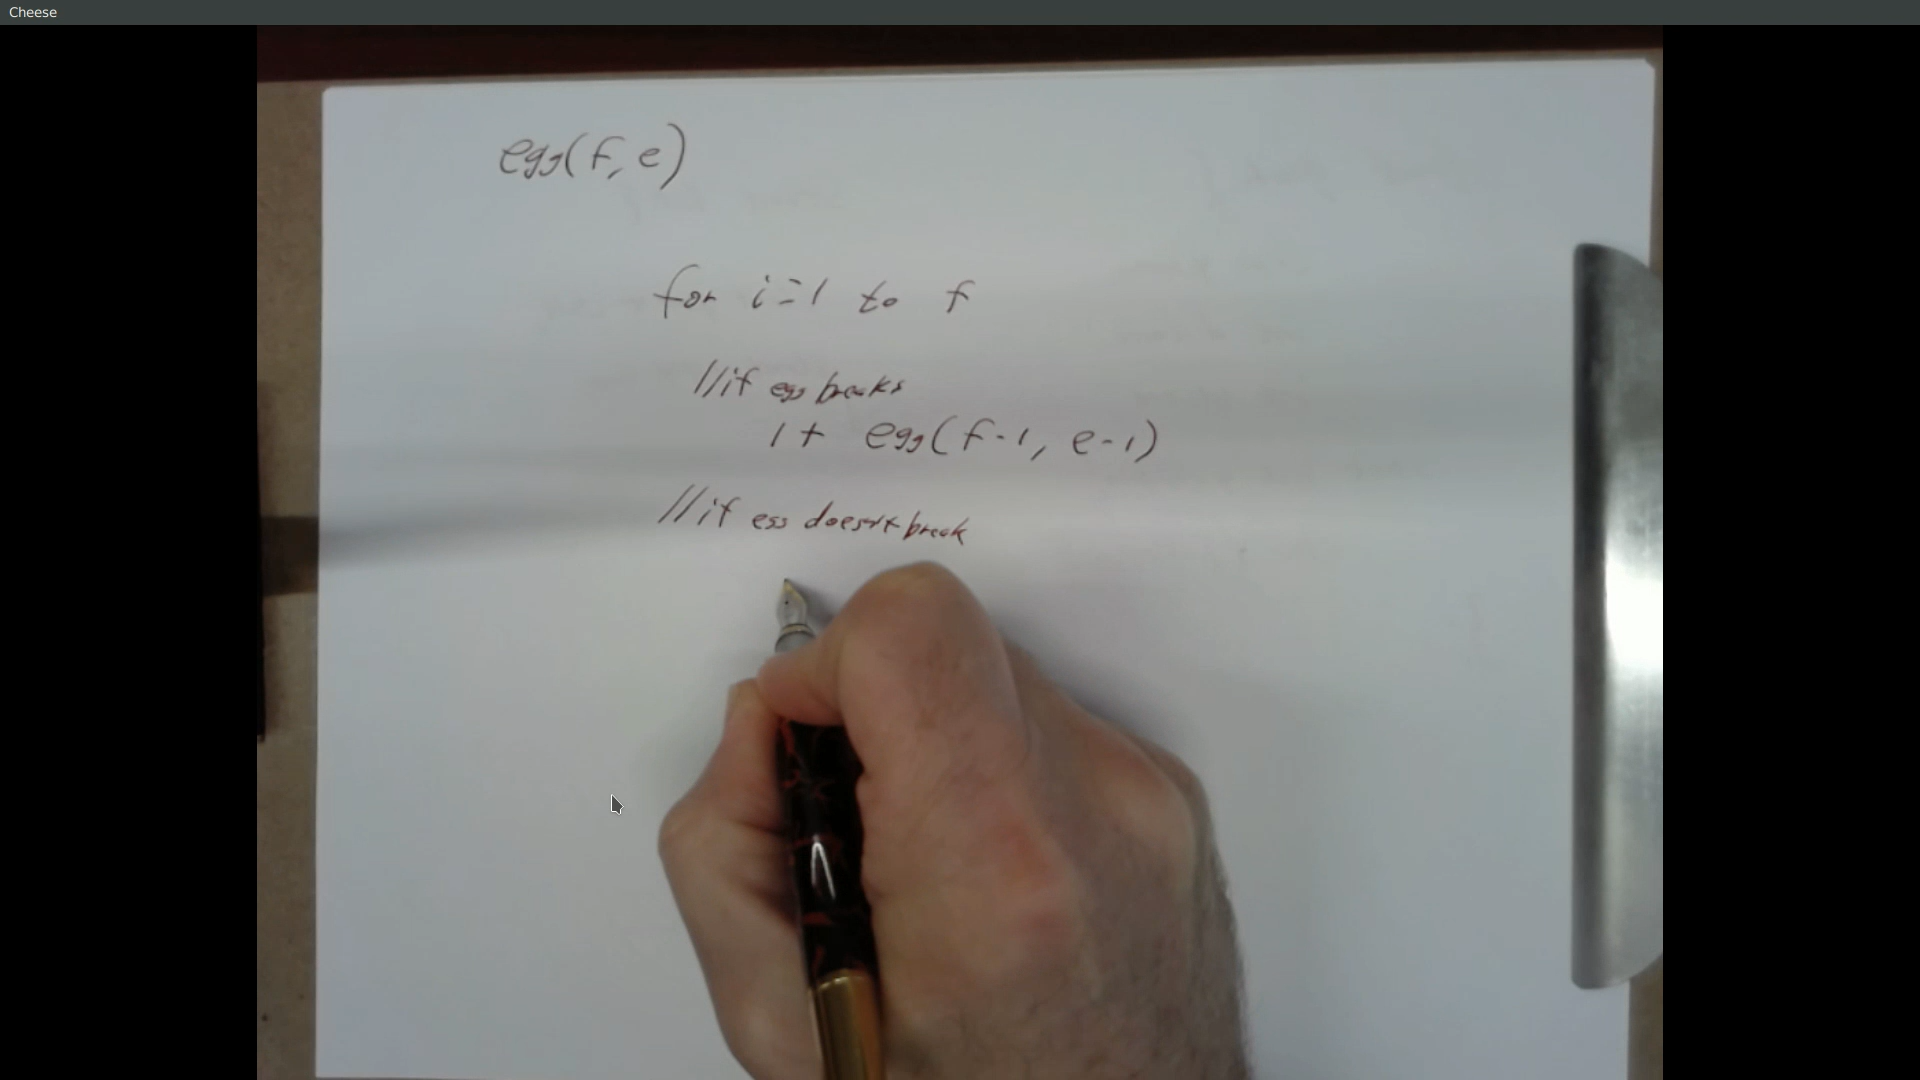 Cheese
egg(f, e)
for i=1 to f
//if egg breaks
1+ egg(f-1, e-1)
//if egg doesn't break